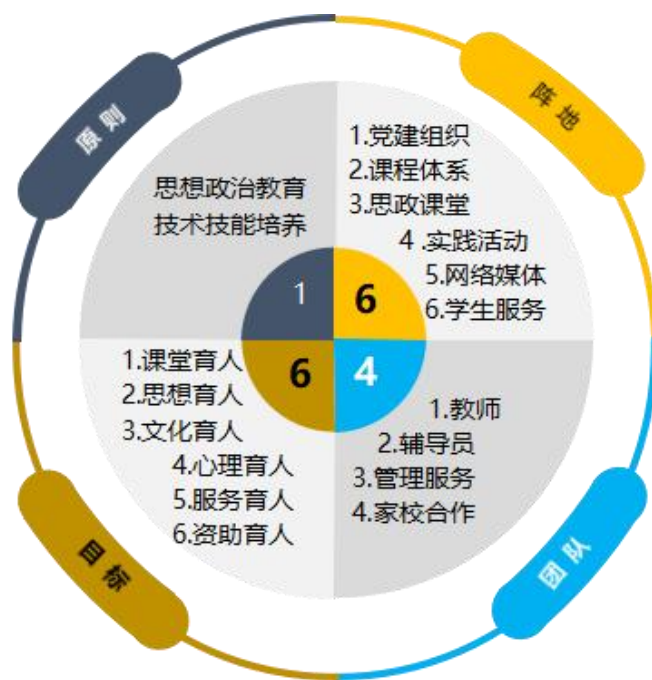 原则
思想政治教育
技术技能培养
1
阵地
1.党建组织
2.课程体系
3.思政课堂
4 .实践活动
5.网络媒体
6.学生服务
6
目标
1.课堂育人
2.思想育人
3.文化育人
4.心理育人
5.服务育人
6.资助育人
6
团队
1.教师
2.辅导员
3.管理服务
4.家校合作
4